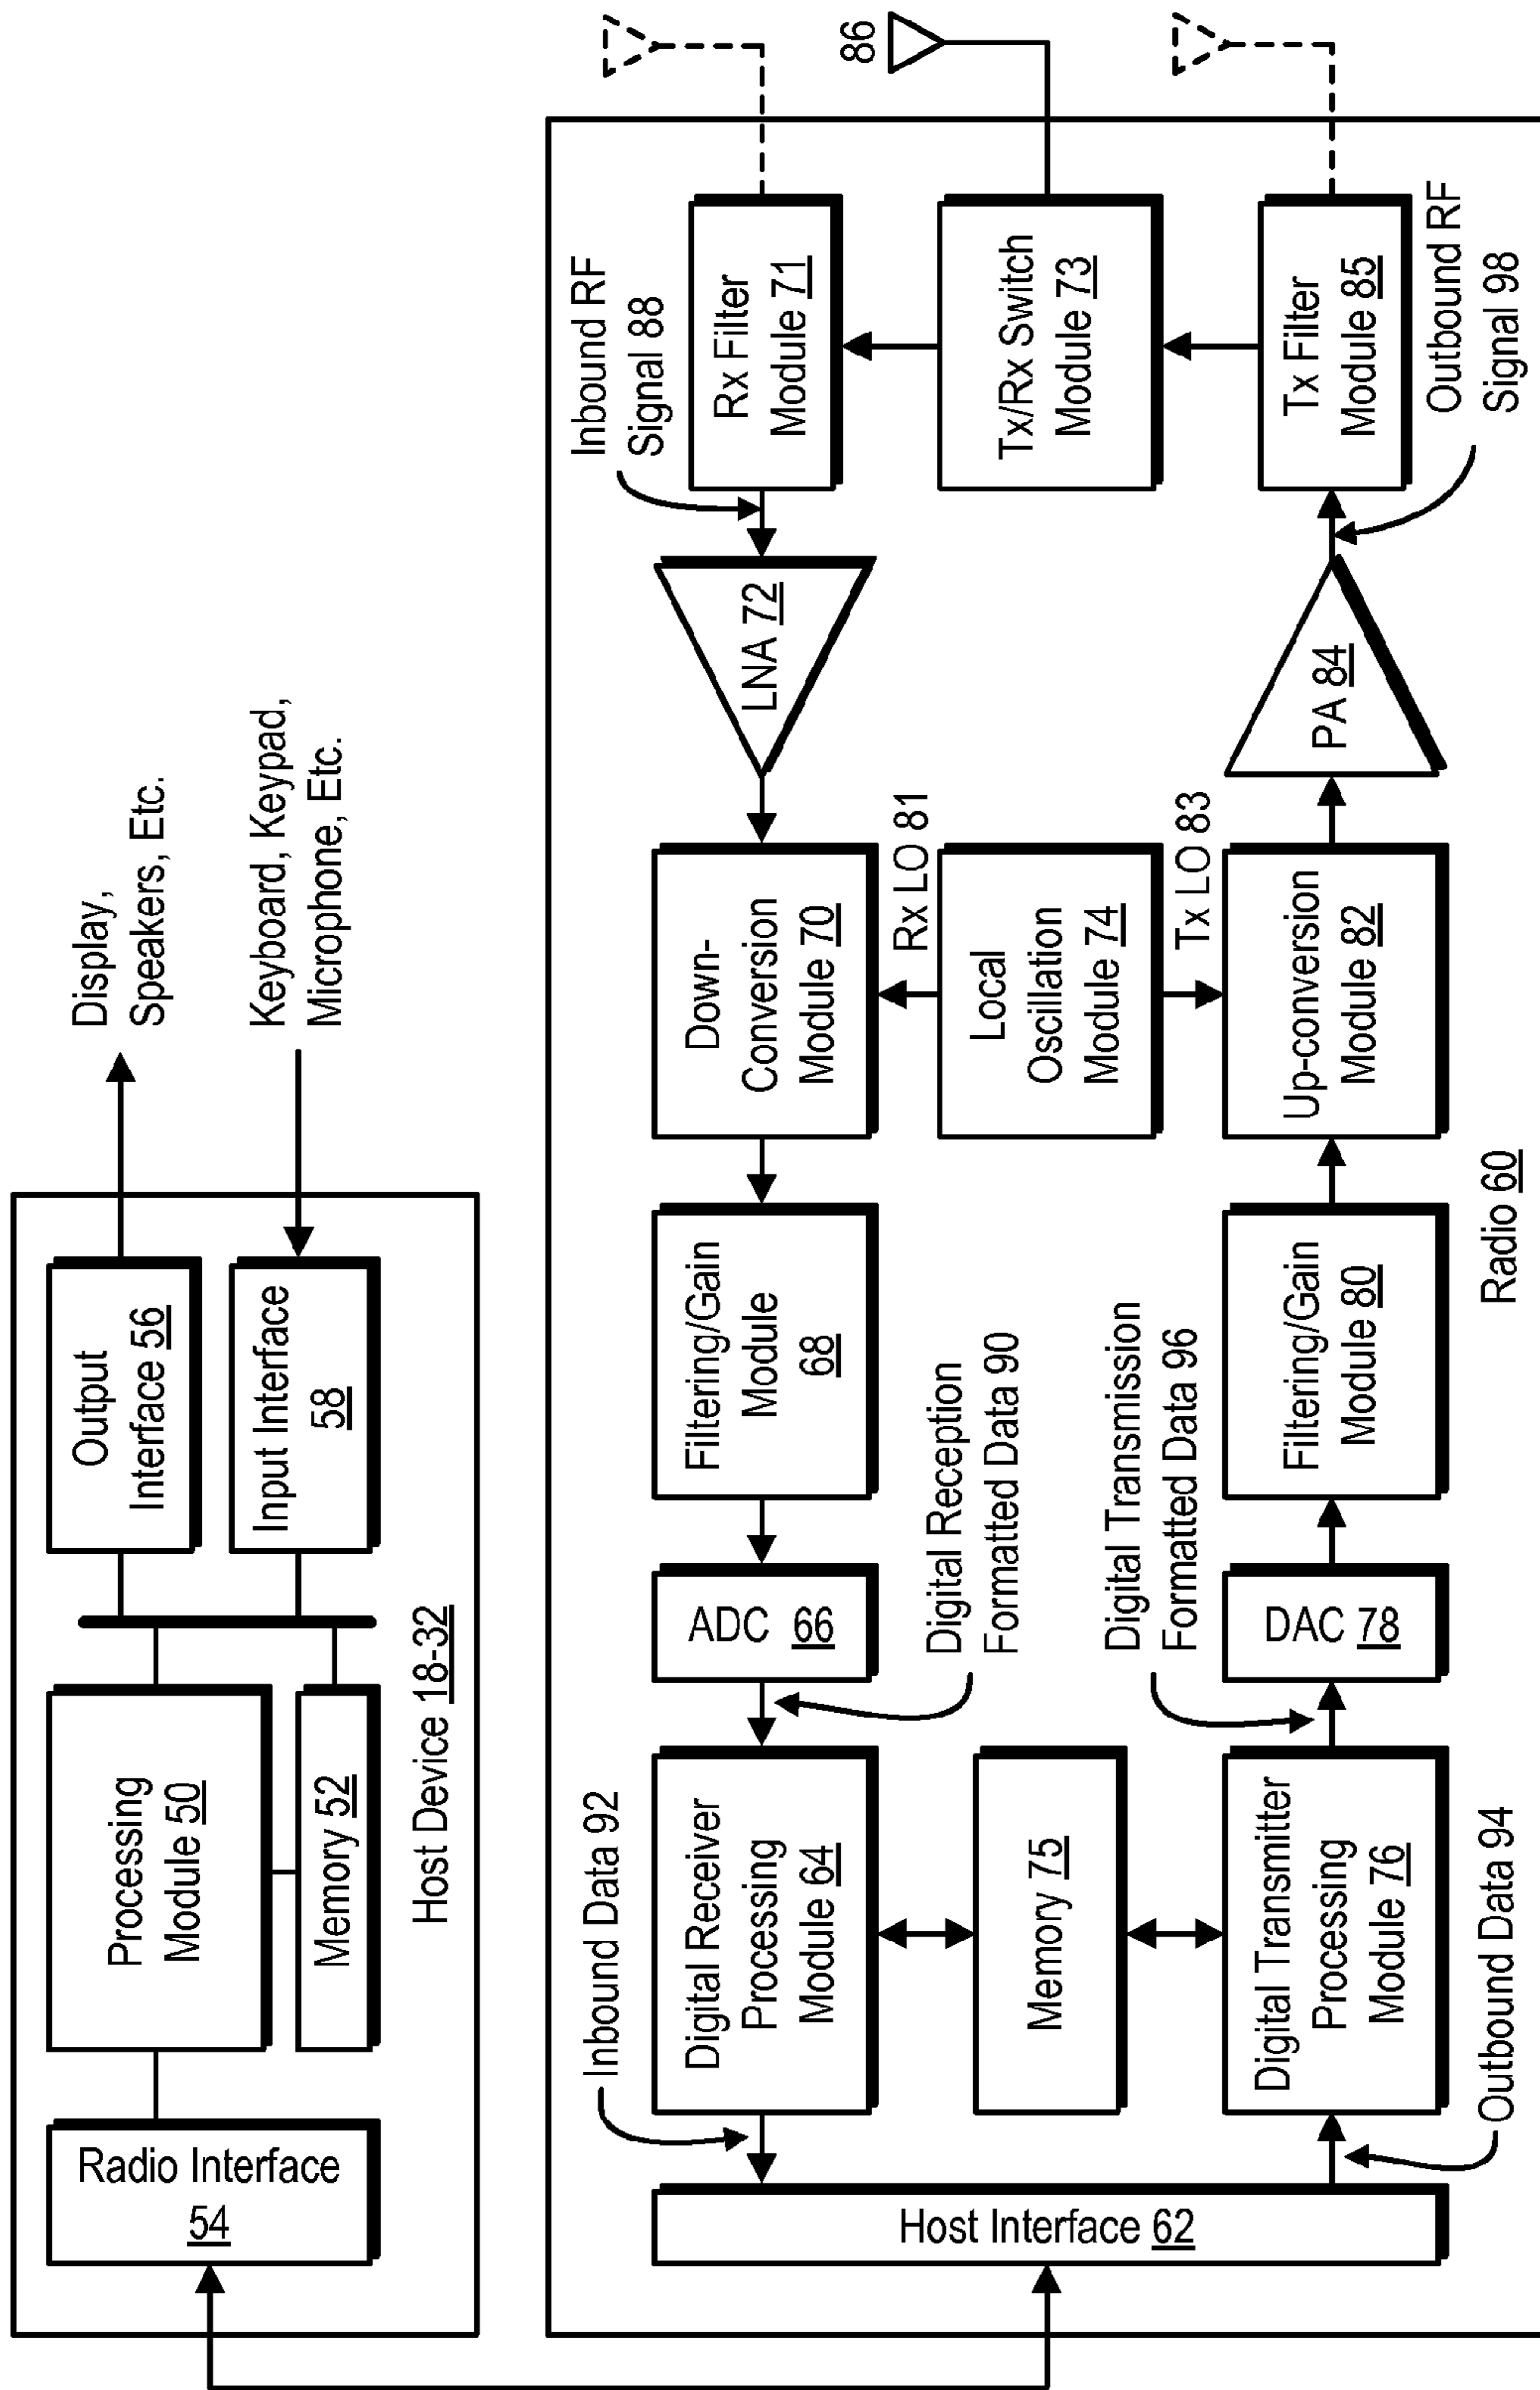 Display,
Speakers, Etc.
Keyboard, Keypad,
Microphone, Etc.
Radio Interface
54
Processing
Module 50
Memory 52
Output
Interface 56
Input Interface
58
Host Device 18-32
86
Inbound Data 92
Inbound RF
Signal 88
Digital Receiver
Processing
Module 64
ADC 66
Filtering/Gain
Module
68
Down-
Conversion
Module 70
LNA 72
Rx Filter
Module 71
Host Interface 62
Memory 75
Digital Reception
Formatted Data 90
Rx LO 81
Local
Oscillation
Module 74
Tx LO 83
Tx/Rx Switch
Module 73
Digital Transmission
Formatted Data 96
Digital Transmitter
Processing
Module 76
DAC 78
Filtering/Gain
Module 80
Up-conversion
Module 82
PA 84
Tx Filter
Module 85
Outbound Data 94
Radio 60
Outbound RF
Signal 98